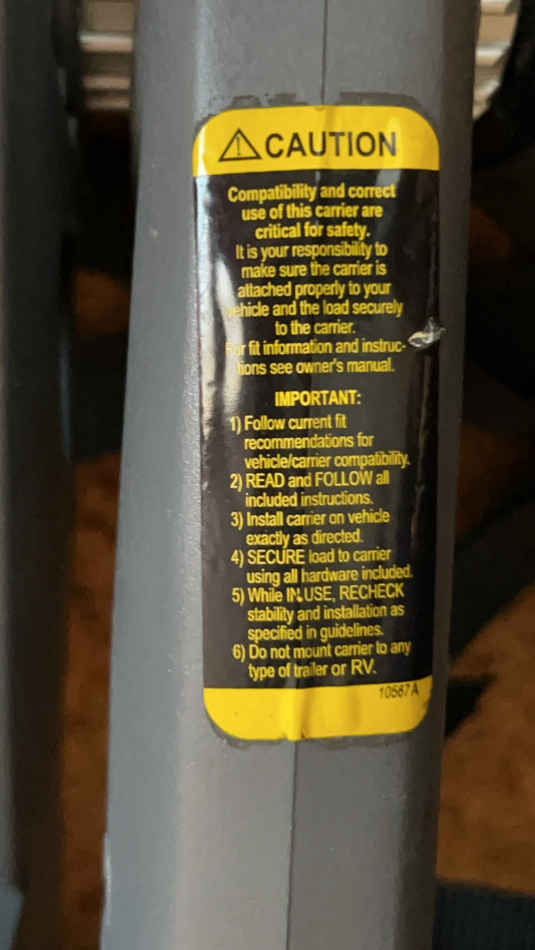 CAUTION
Compatibility and correct
use of this carrier are
critical for safety.
It is your responsibility to
make sure the carrier is
attached properly to your
vehicle and the load securely
to the carrier.
For fit information and instruc-
tions see owner's manual.
IMPORTANT:
1) Follow current fit
recommendations for
vehicle/carrier compatibility.
2) READ and FOLLOW all
included instructions.
3) Install carrier on vehicle
exactly as directed.
4) SECURE load to carrier
using all hardware included.
5) While IN USE, RECHECK
stability and installation as
specified in guidelines.
6) Do not mount carrier to any
type of trailer or RV.
10567A